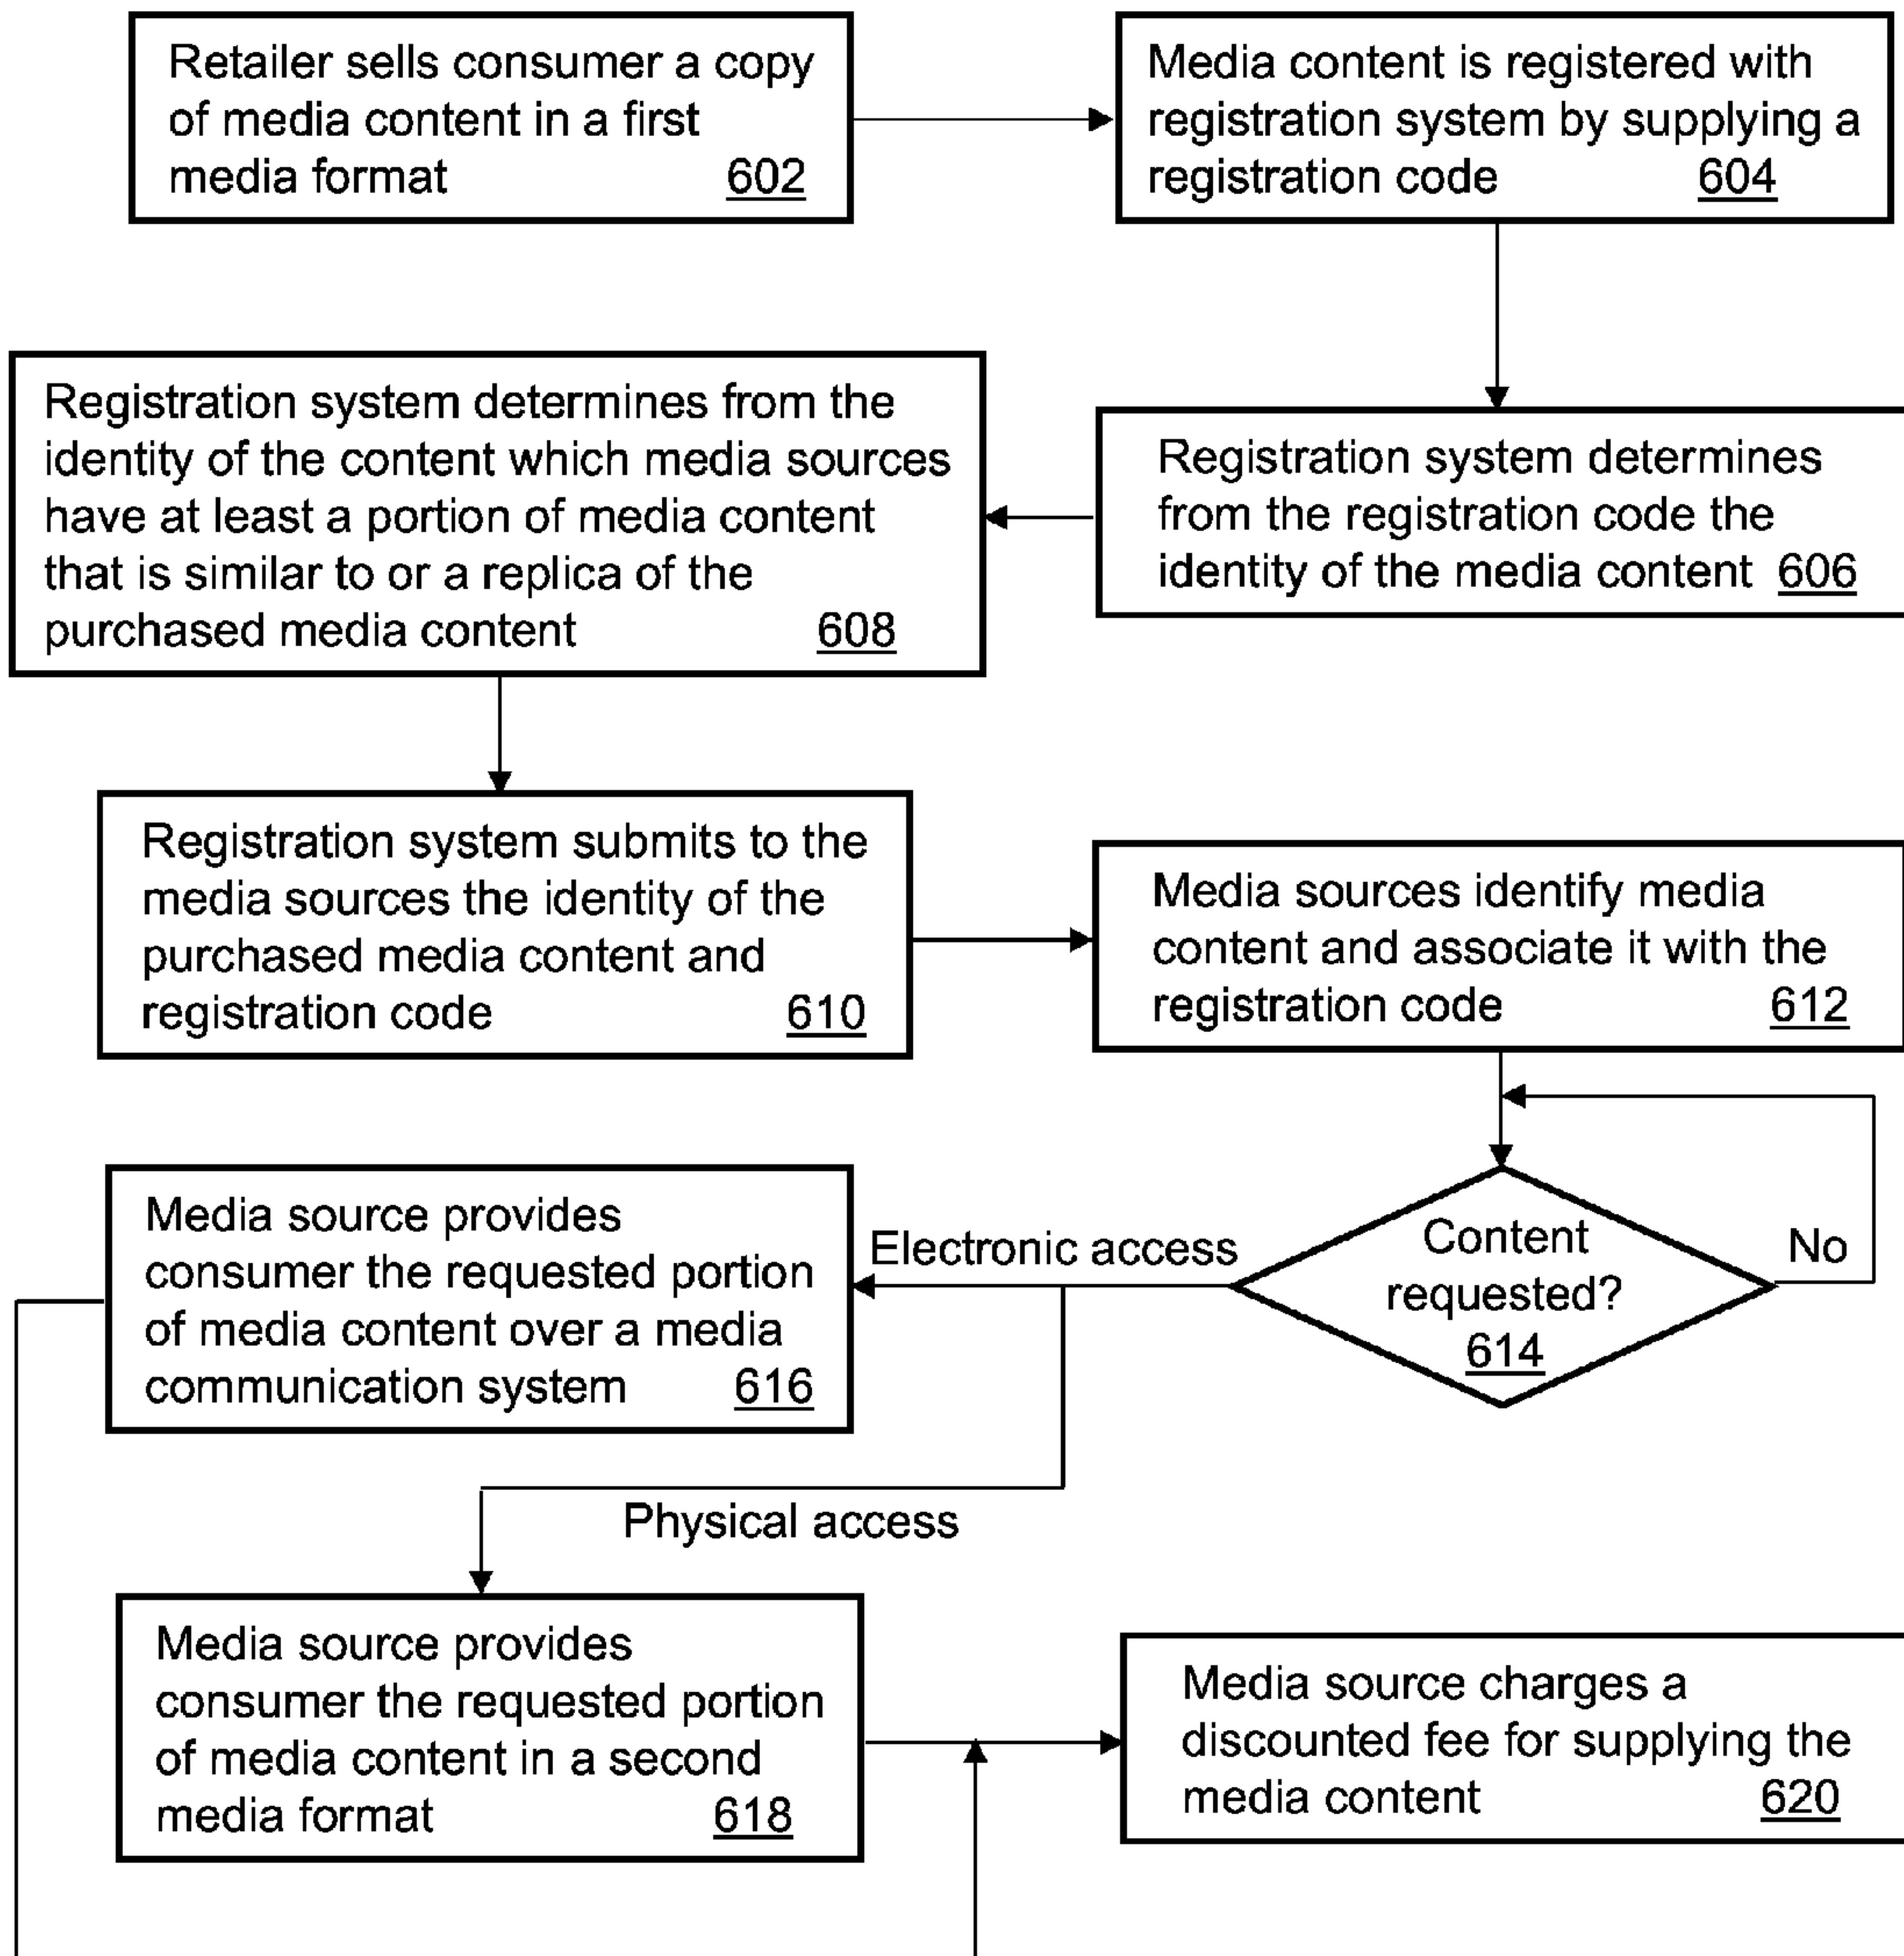 Retailer sells consumer a copy
of media content in a first
media format 602
Media content is registered with
registration system by supplying a
registration code 604
Registration system determines
from the registration code the
identity of the media content 606
Registration system determines from the
identity of the content which media sources
have at least a portion of media content
that is similar to or a replica of the
purchased media content 608
Registration system submits to the
media sources the identity of the
purchased media content and
registration code 610
Media sources identify media
content and associate it with the
registration code 612
Content
requested?
614
No
Electronic access
Media source provides
consumer the requested portion
of media content over a media
communication system 616
Physical access
Media source provides
consumer the requested portion
of media content in a second
media format 618
Media source charges a
discounted fee for supplying the
media content 620